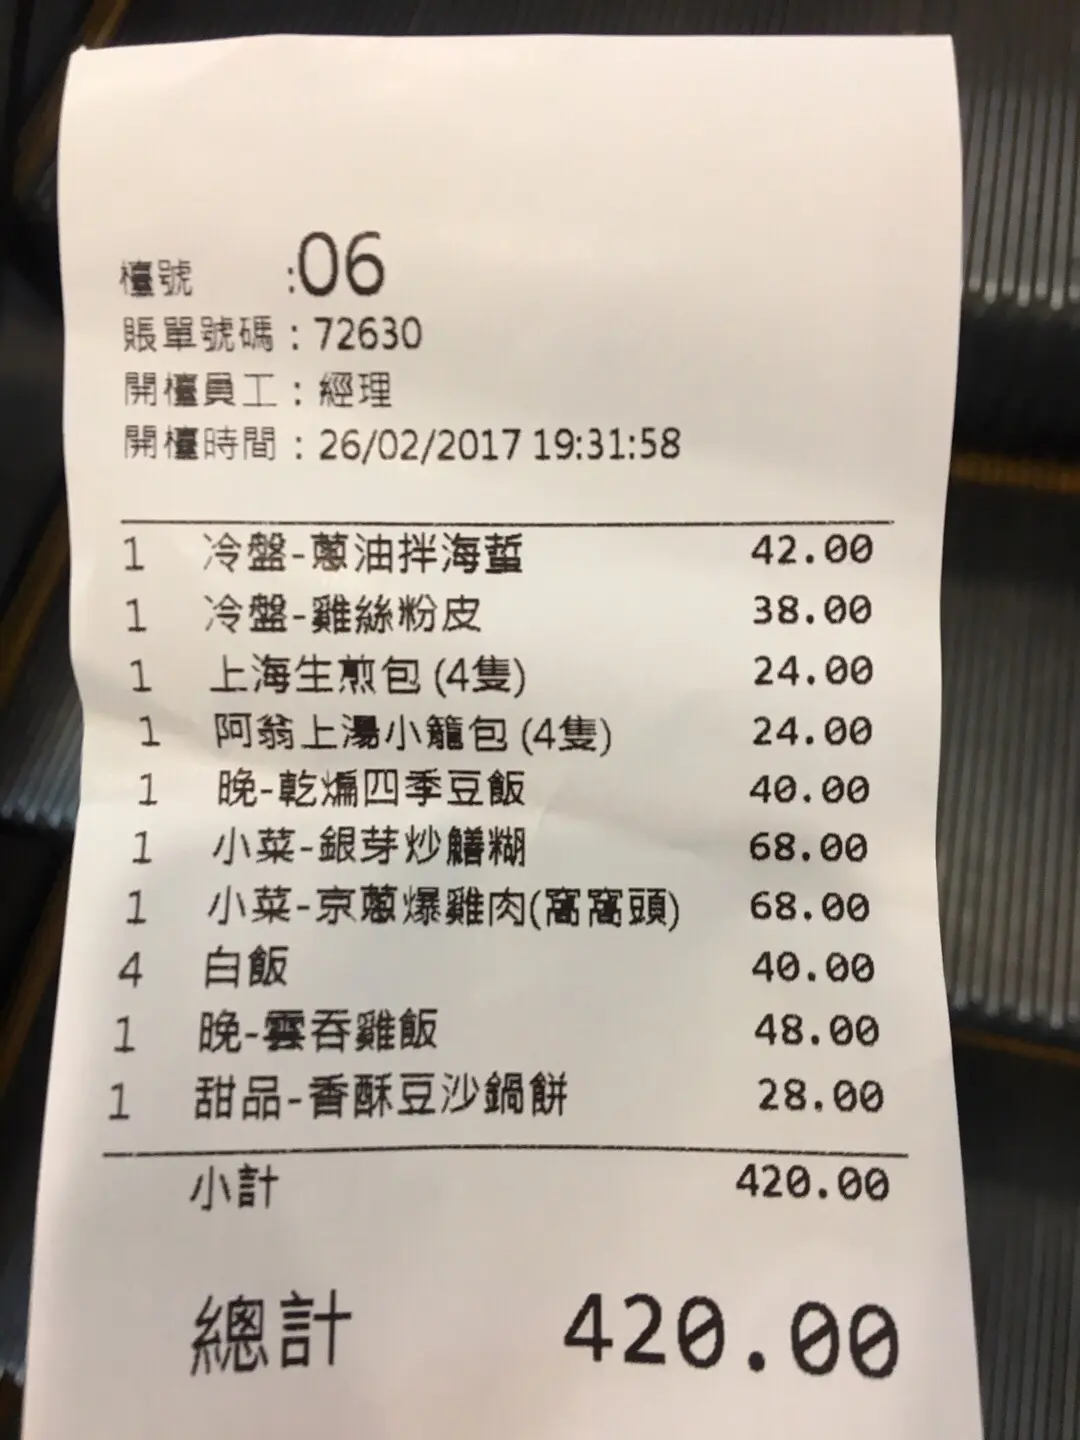 檯號 :06
賬單號碼：72630
開檯員工：經理
開檯時間：26/02/2017 19:31:58
1 冷盤-蔥油拌海蜇 42.00
1 冷盤-雞絲粉皮 38.00
1 上海生煎包 (4隻) 24.00
1 阿翁上湯小籠包 (4隻) 24.00
1 晚-乾煸四季豆飯 40.00
1 小菜-銀芽炒鱔糊 68.00
1 小菜-京蔥爆雞肉(窩窩頭) 68.00
4 白飯 40.00
1 晚-雲吞雞飯 48.00
1 甜品-香酥豆沙鍋餅 28.00
小計 420.00
總計 420.00